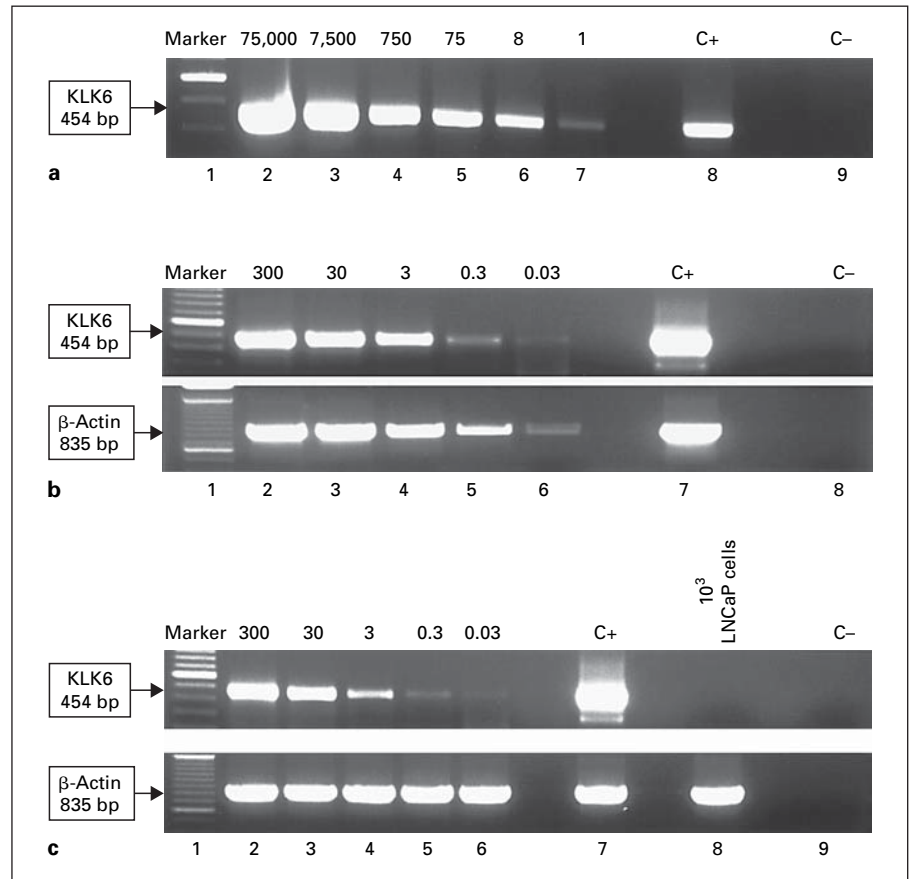 Marker 75,000 7,500 750 75 8 1 C+ C–
KLK6
454 bp
a 1 2 3 4 5 6 7 8 9
Marker 300 30 3 0.3 0.03 C+ C–
KLK6
454 bp
β-Actin
835 bp
b 1 2 3 4 5 6 7 8
10³
LNCaP cells
Marker 300 30 3 0.3 0.03 C+ C–
KLK6
454 bp
β-Actin
835 bp
c 1 2 3 4 5 6 7 8 9